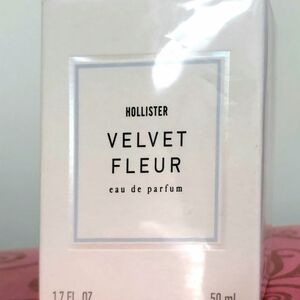 HOLLISTER
VELVET
FLEUR
eau de parfum
1.7 FL. OZ 50 ml